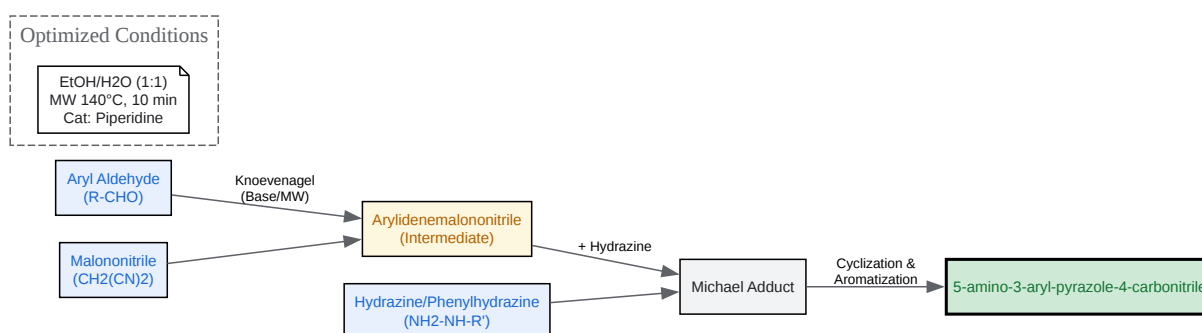 Optimized Conditions
EtOH/H2O (1:1)
MW 140°C, 10 min
Cat: Piperidine
Aryl Aldehyde
(R-CHO)
Knoevenagel
(Base/MW)
Malononitrile
(CH2(CN)2)
Arylidenemalononitrile
(Intermediate)
+ Hydrazine
Hydrazine/Phenylhydrazine
(NH2-NH-R')
Michael Adduct
Cyclization &
Aromatization
5-amino-3-aryl-pyrazole-4-carbonitrile